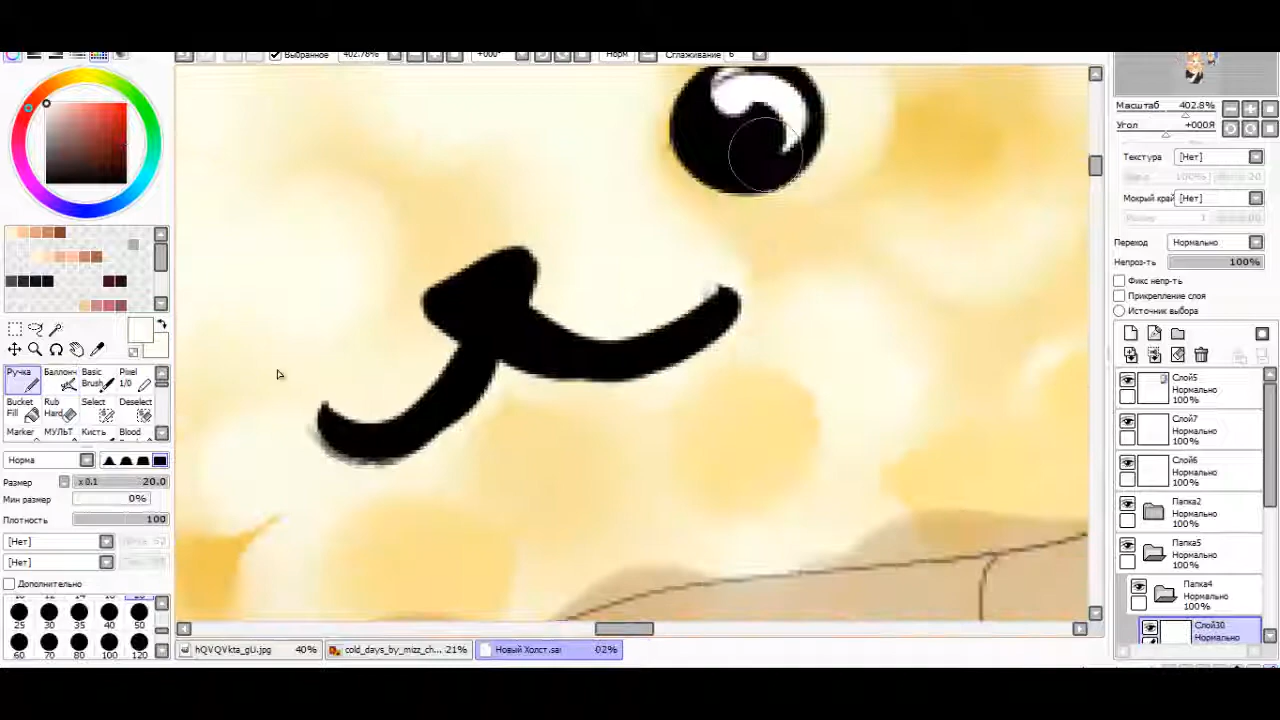 Выбранное 402.78% +000° Норм Сглаживание 6
Масштаб 402.8%
Угол +000Я
Текстура [Нет]
100%
Мокрый край [Нет]
1
Переход Нормально
Непроз-ть 100%
Фикс непр-ть
Прикрепление слоя
Источник выбора
Слой5
Нормально
100%
Слой7
Нормально
100%
Слой6
Нормально
100%
Папка2
Нормально
100%
Папка5
Нормально
100%
Папка4
Нормально
100%
Слой30
Нормально
Ручка Баллонч Basic Brush Pixel 1/0
Bucket Fill Rub Hard Select Deselect
Marker МУЛЬТ Кисть Blood
Норма
Размер x 0.1 20.0
Мин размер 0%
Плотность 100
[Нет]
[Нет]
Дополнительно
25 30 35 40 50
60 70 80 100 120
hQVQVkta_gU.jpg 40% cold_days_by_mizz_ch... 21% Новый Холст.sai 02%